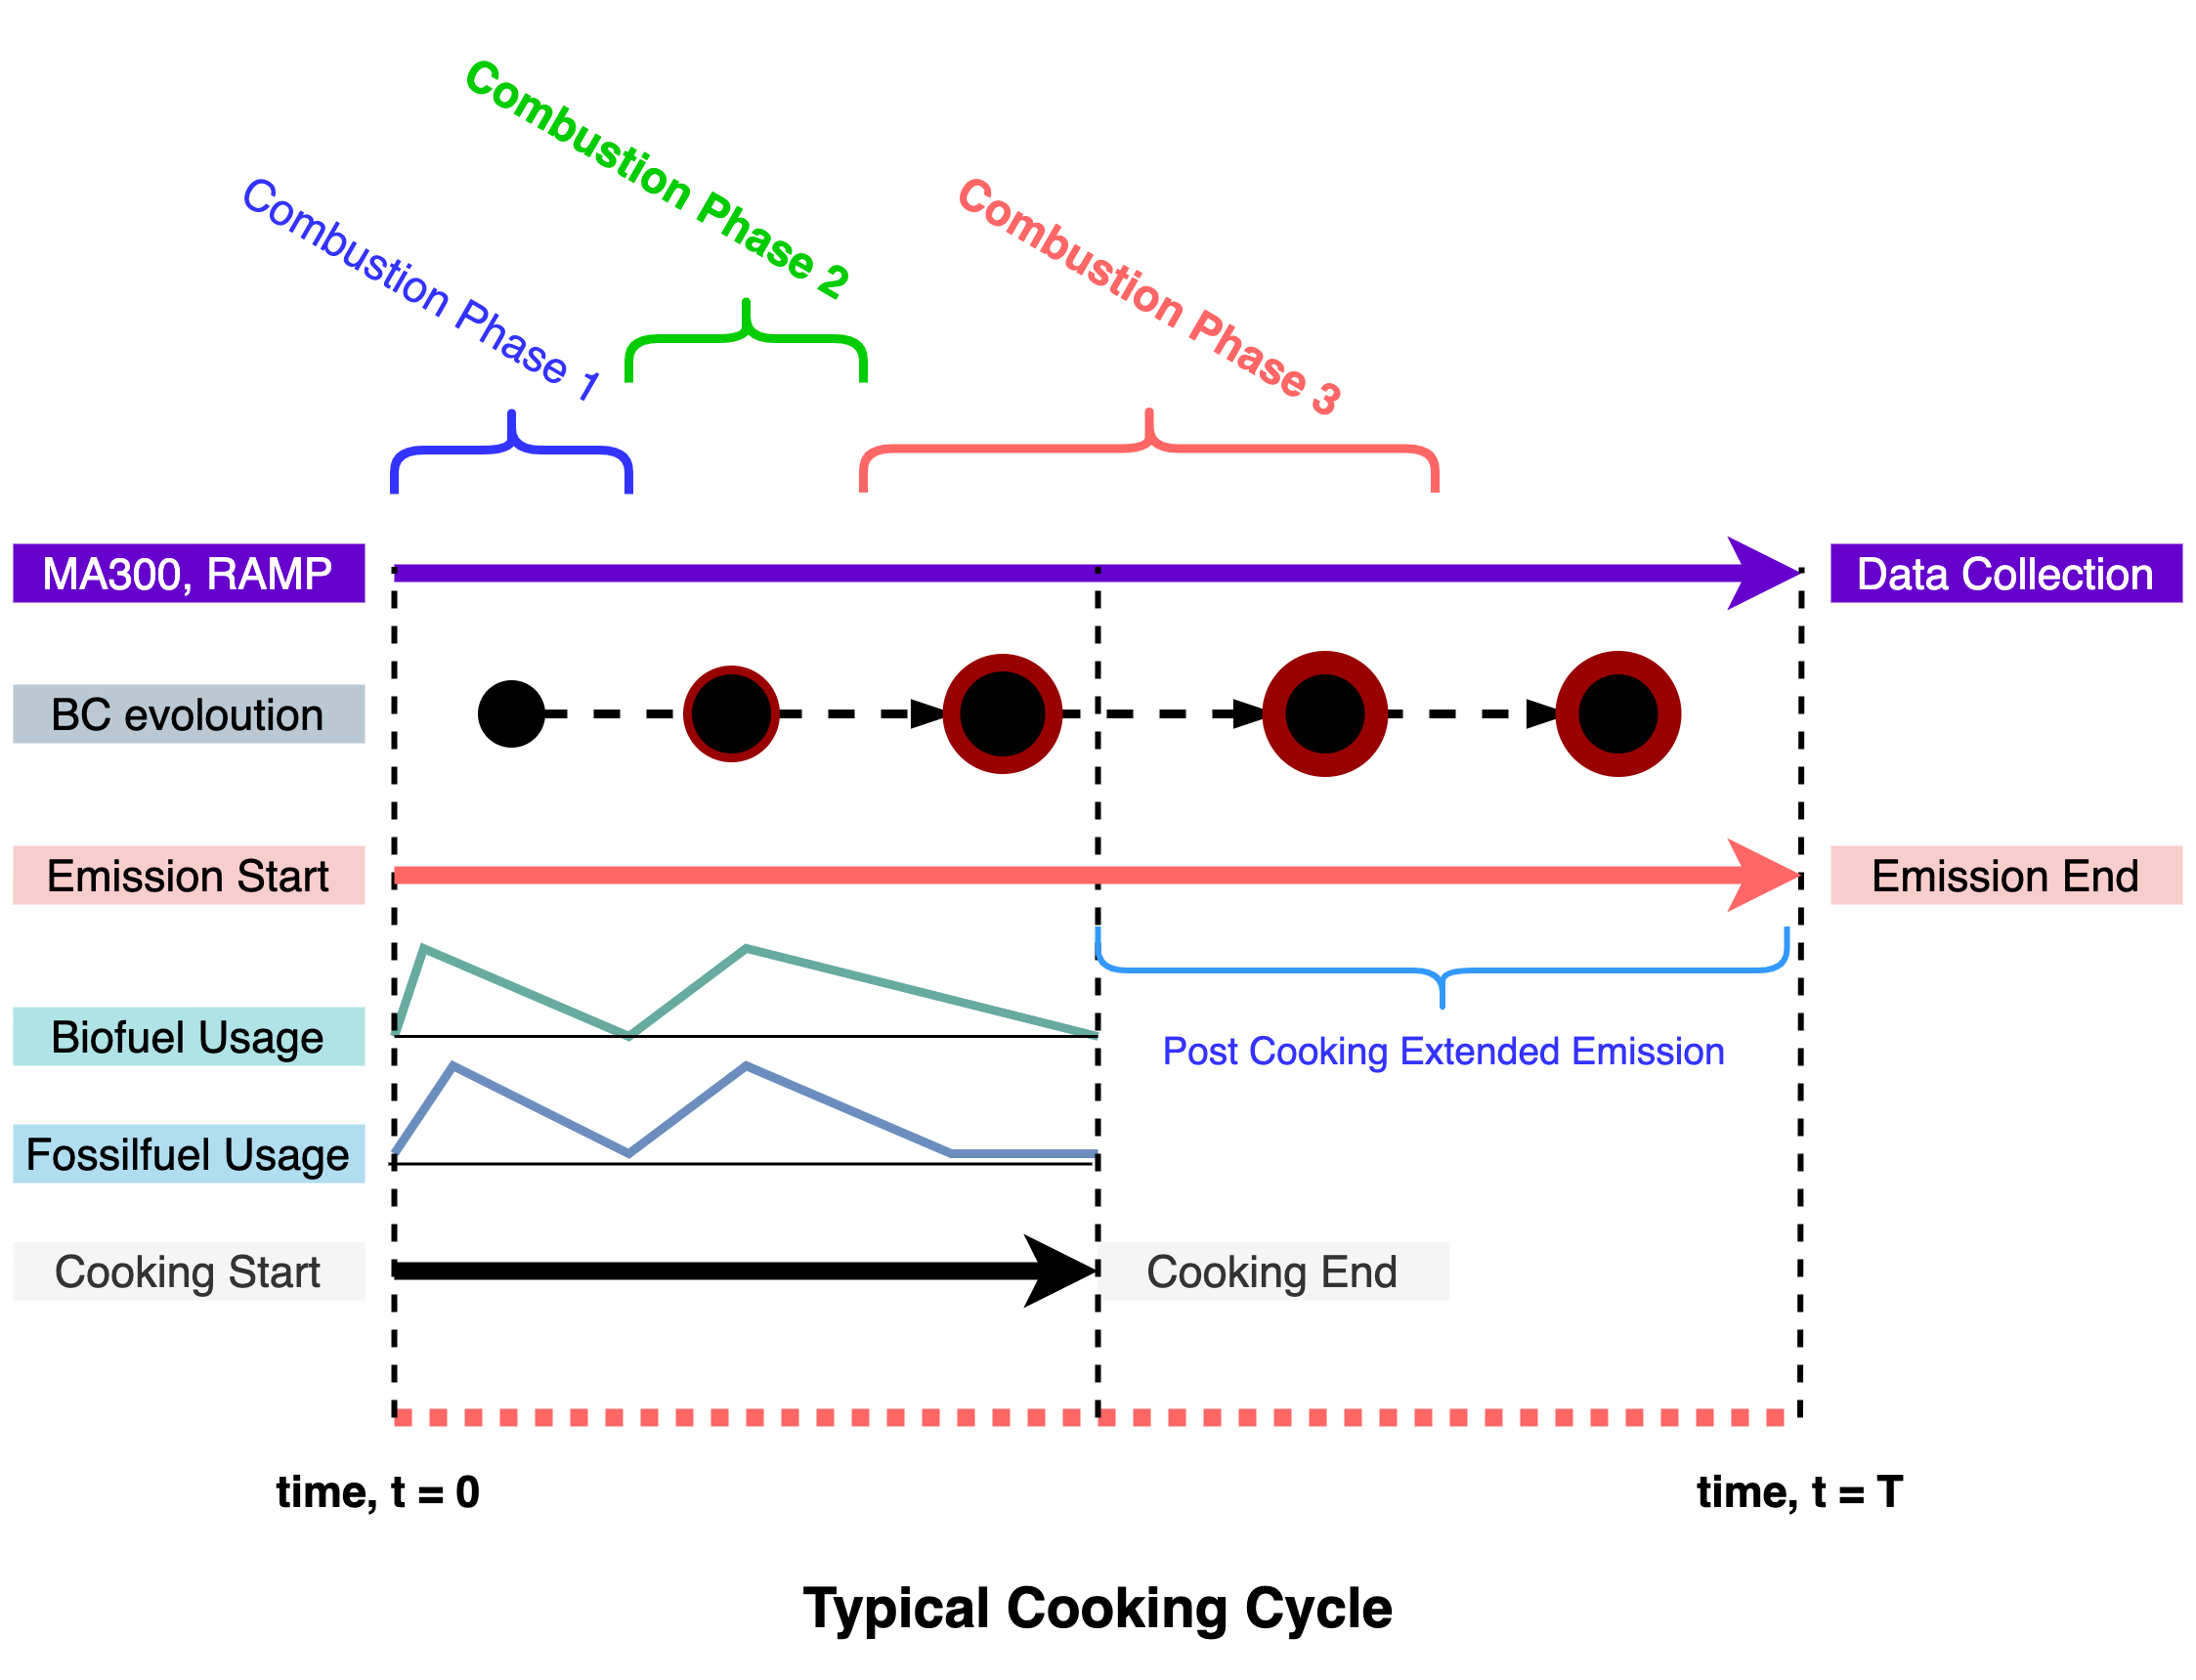 Combustion Phase 2
Combustion Phase 1
Combustion Phase 3
MA300, RAMP
Data Collection
BC evoloution
Emission Start
Emission End
Biofuel Usage
Post Cooking Extended Emission
Fossilfuel Usage
Cooking Start
Cooking End
time, t = 0
time, t = T
Typical Cooking Cycle